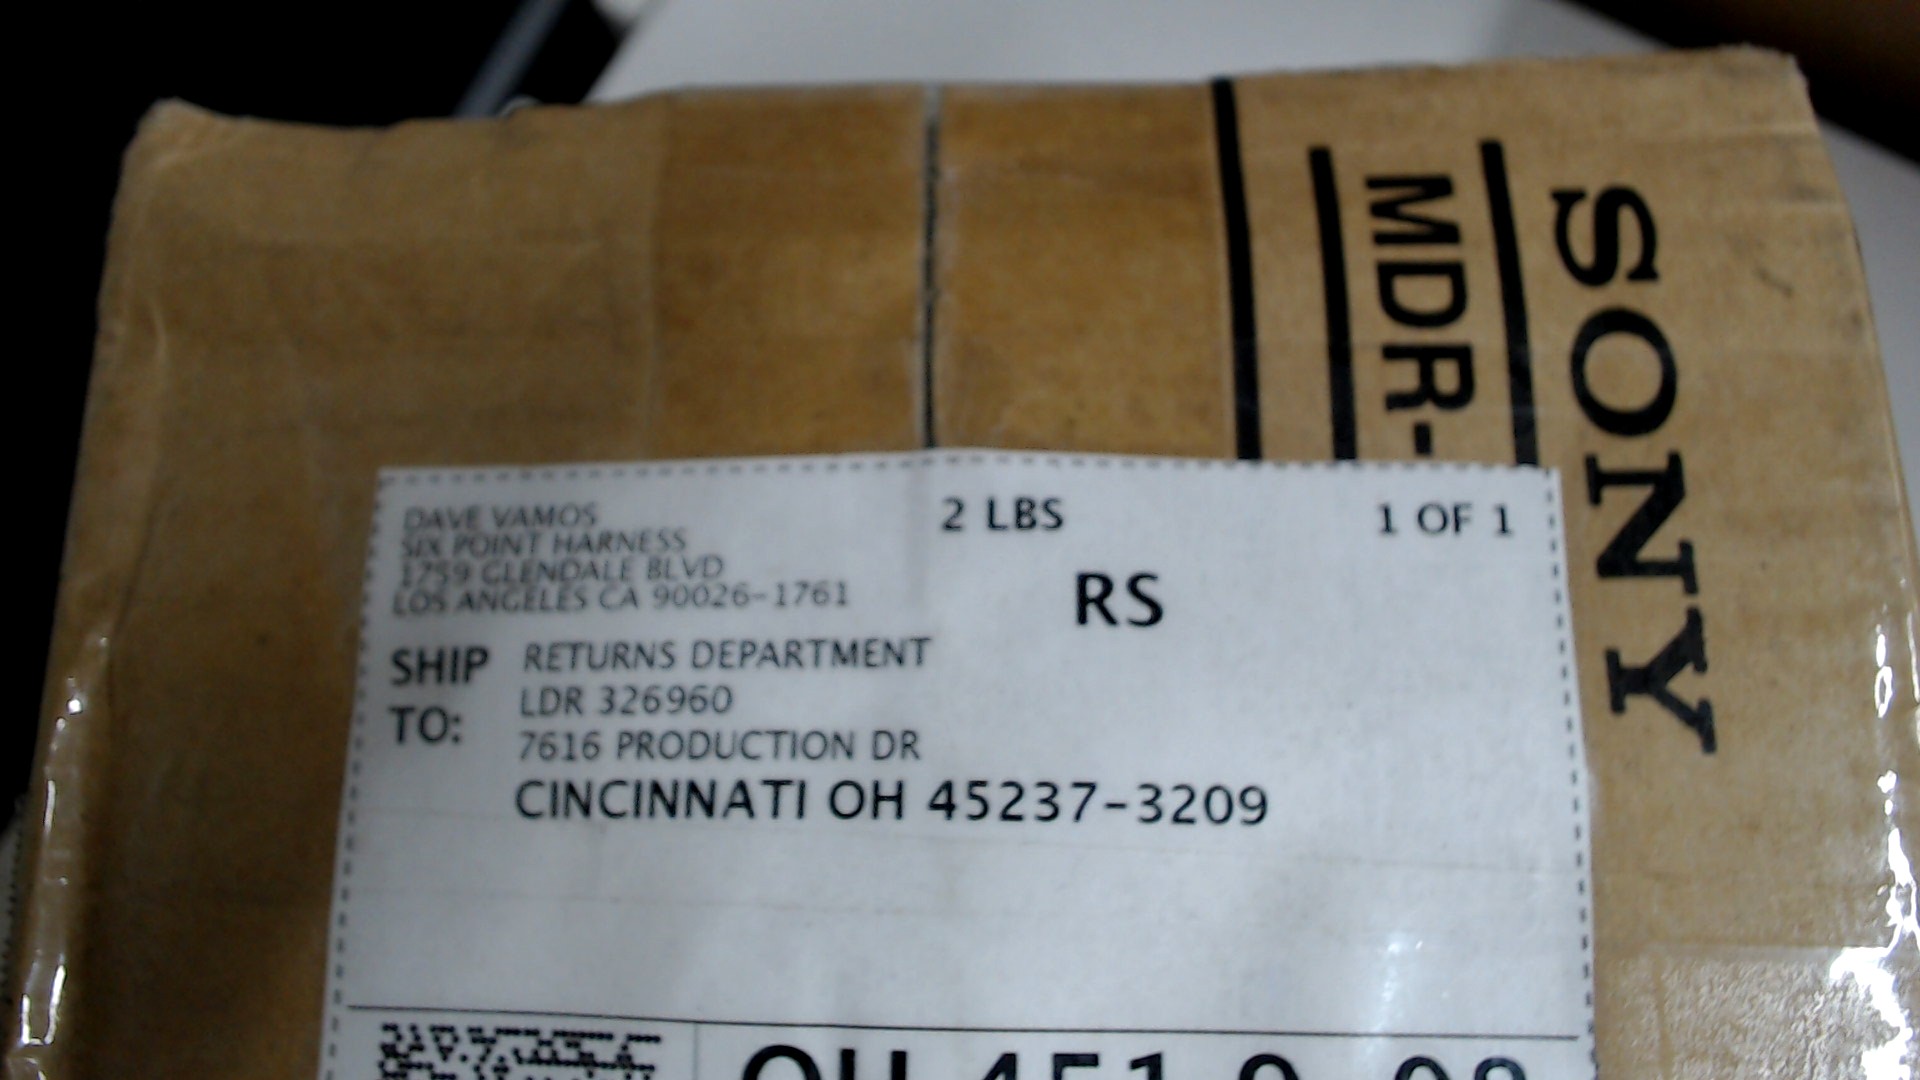 SONY
MDR-
DAVE VAMOS
SIX POINT HARNESS
1759 GLENDALE BLVD
LOS ANGELES CA 90026-1761
2 LBS
1 OF 1
RS
SHIP TO:
RETURNS DEPARTMENT
LDR 326960
7616 PRODUCTION DR
CINCINNATI OH 45237-3209